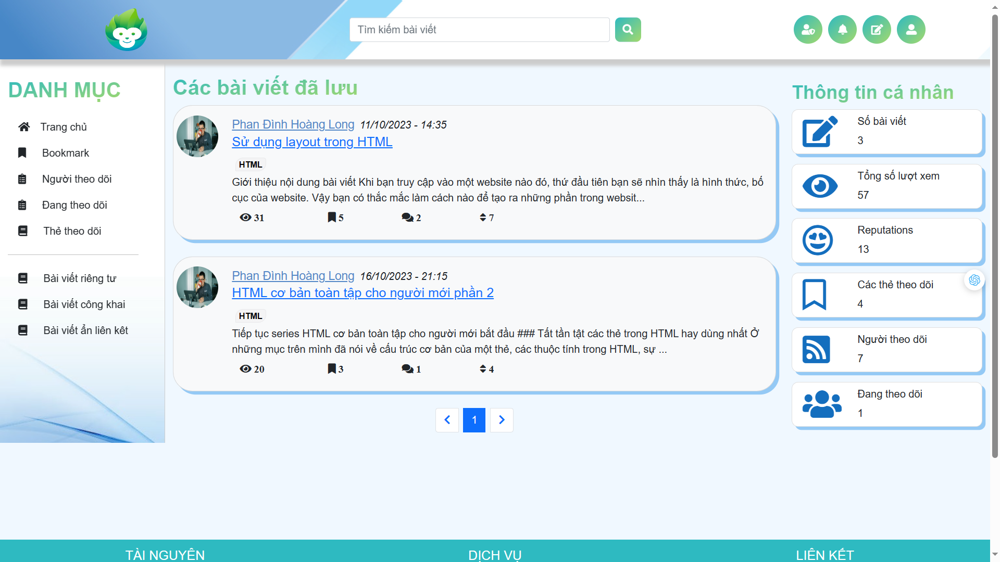 Tìm kiếm bài viết
DANH MỤC
Trang chủ
Bookmark
Người theo dõi
Đang theo dõi
Thẻ theo dõi
Bài viết riêng tư
Bài viết công khai
Bài viết ẩn liên kêt
Các bài viết đã lưu
Phan Đình Hoàng Long 11/10/2023 - 14:35
Sử dụng layout trong HTML
HTML
Giới thiệu nội dung bài viết Khi bạn truy cập vào một website nào đó, thứ đầu tiên bạn sẽ nhìn thấy là hình thức, bố
cục của website. Vậy bạn có thắc mắc làm cách nào để tạo ra những phần trong websit...
31 5 2 7
Phan Đình Hoàng Long 16/10/2023 - 21:15
HTML cơ bản toàn tập cho người mới phần 2
HTML
Tiếp tục series HTML cơ bản toàn tập cho người mới bắt đầu ### Tất tần tật các thẻ trong HTML hay dùng nhất Ở
những mục trên mình đã nói về cấu trúc cơ bản của một thẻ, các thuộc tính trong HTML, sự ...
20 3 1 4
1
Thông tin cá nhân
Số bài viết
3
Tổng số lượt xem
57
Reputations
13
Các thẻ theo dõi
4
Người theo dõi
7
Đang theo dõi
1
TÀI NGUYÊN DỊCH VỤ LIÊN KẾT